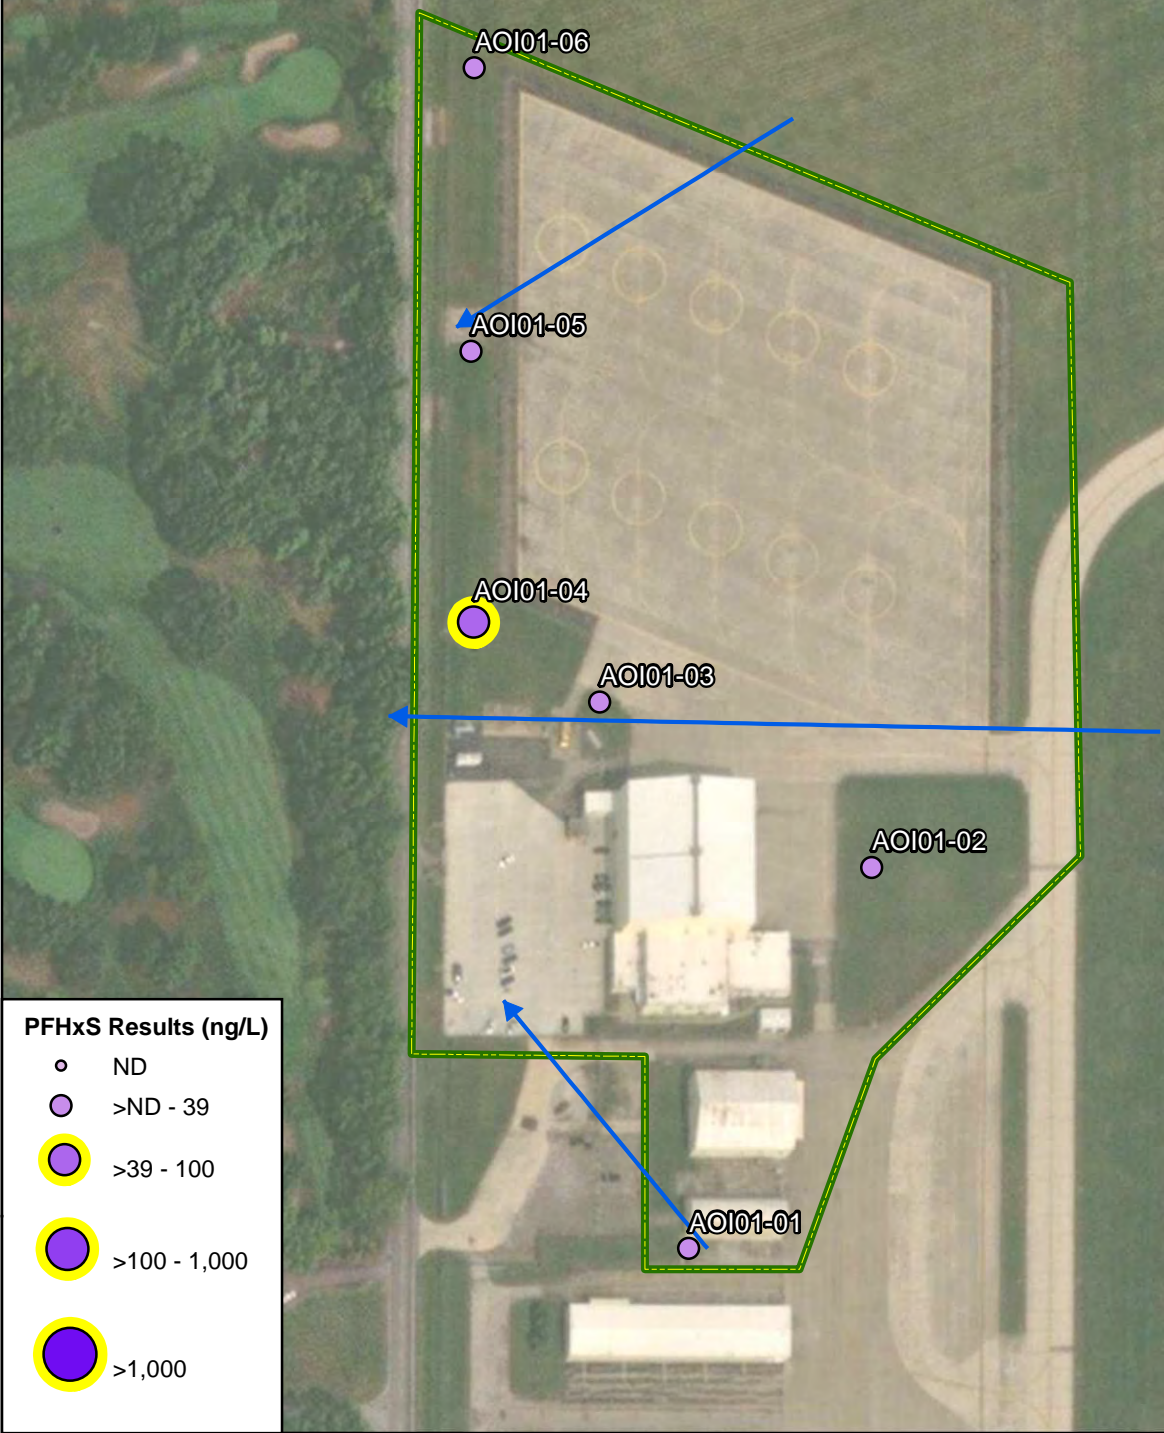 AOI01-06
AOI01-05
AOI01-04
AOI01-03
AOI01-02
AOI01-01
PFHxS Results (ng/L)
ND
>ND - 39
>39 - 100
>100 - 1,000
>1,000